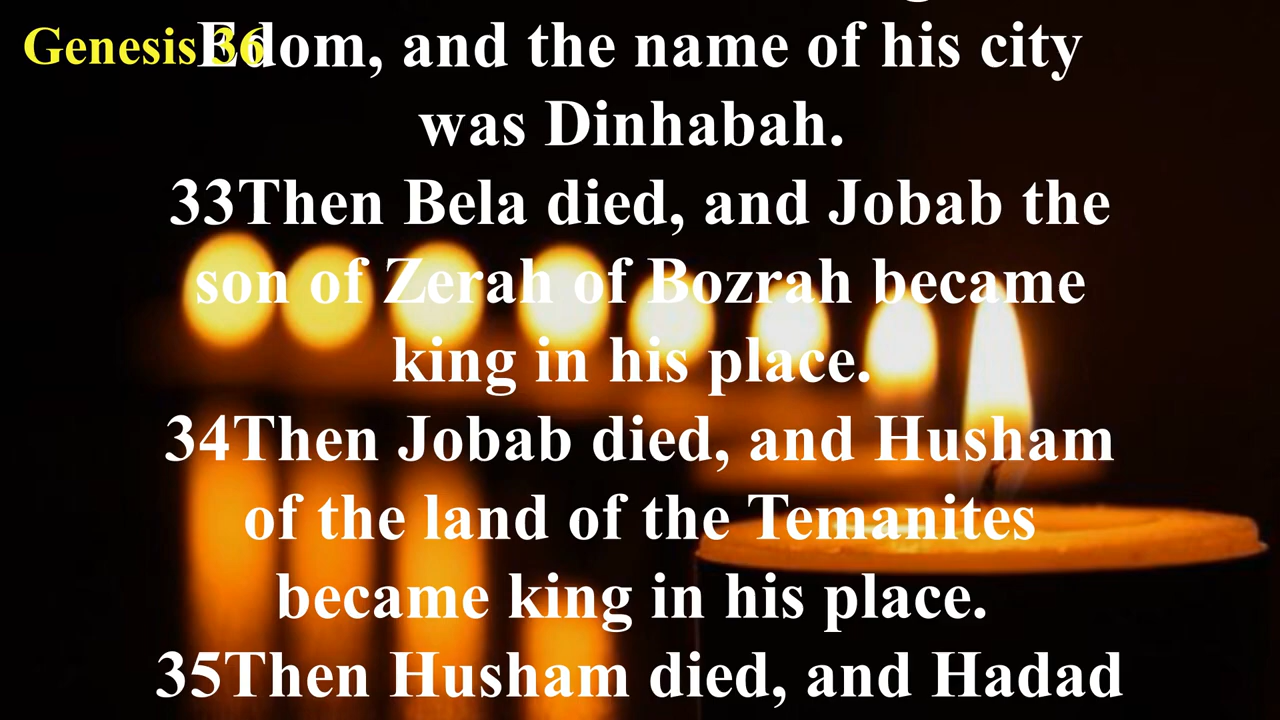 Genesis 36
Edom, and the name of his city
was Dinhabah.
33Then Bela died, and Jobab the
son of Zerah of Bozrah became
king in his place.
34Then Jobab died, and Husham
of the land of the Temanites
became king in his place.
35Then Husham died, and Hadad